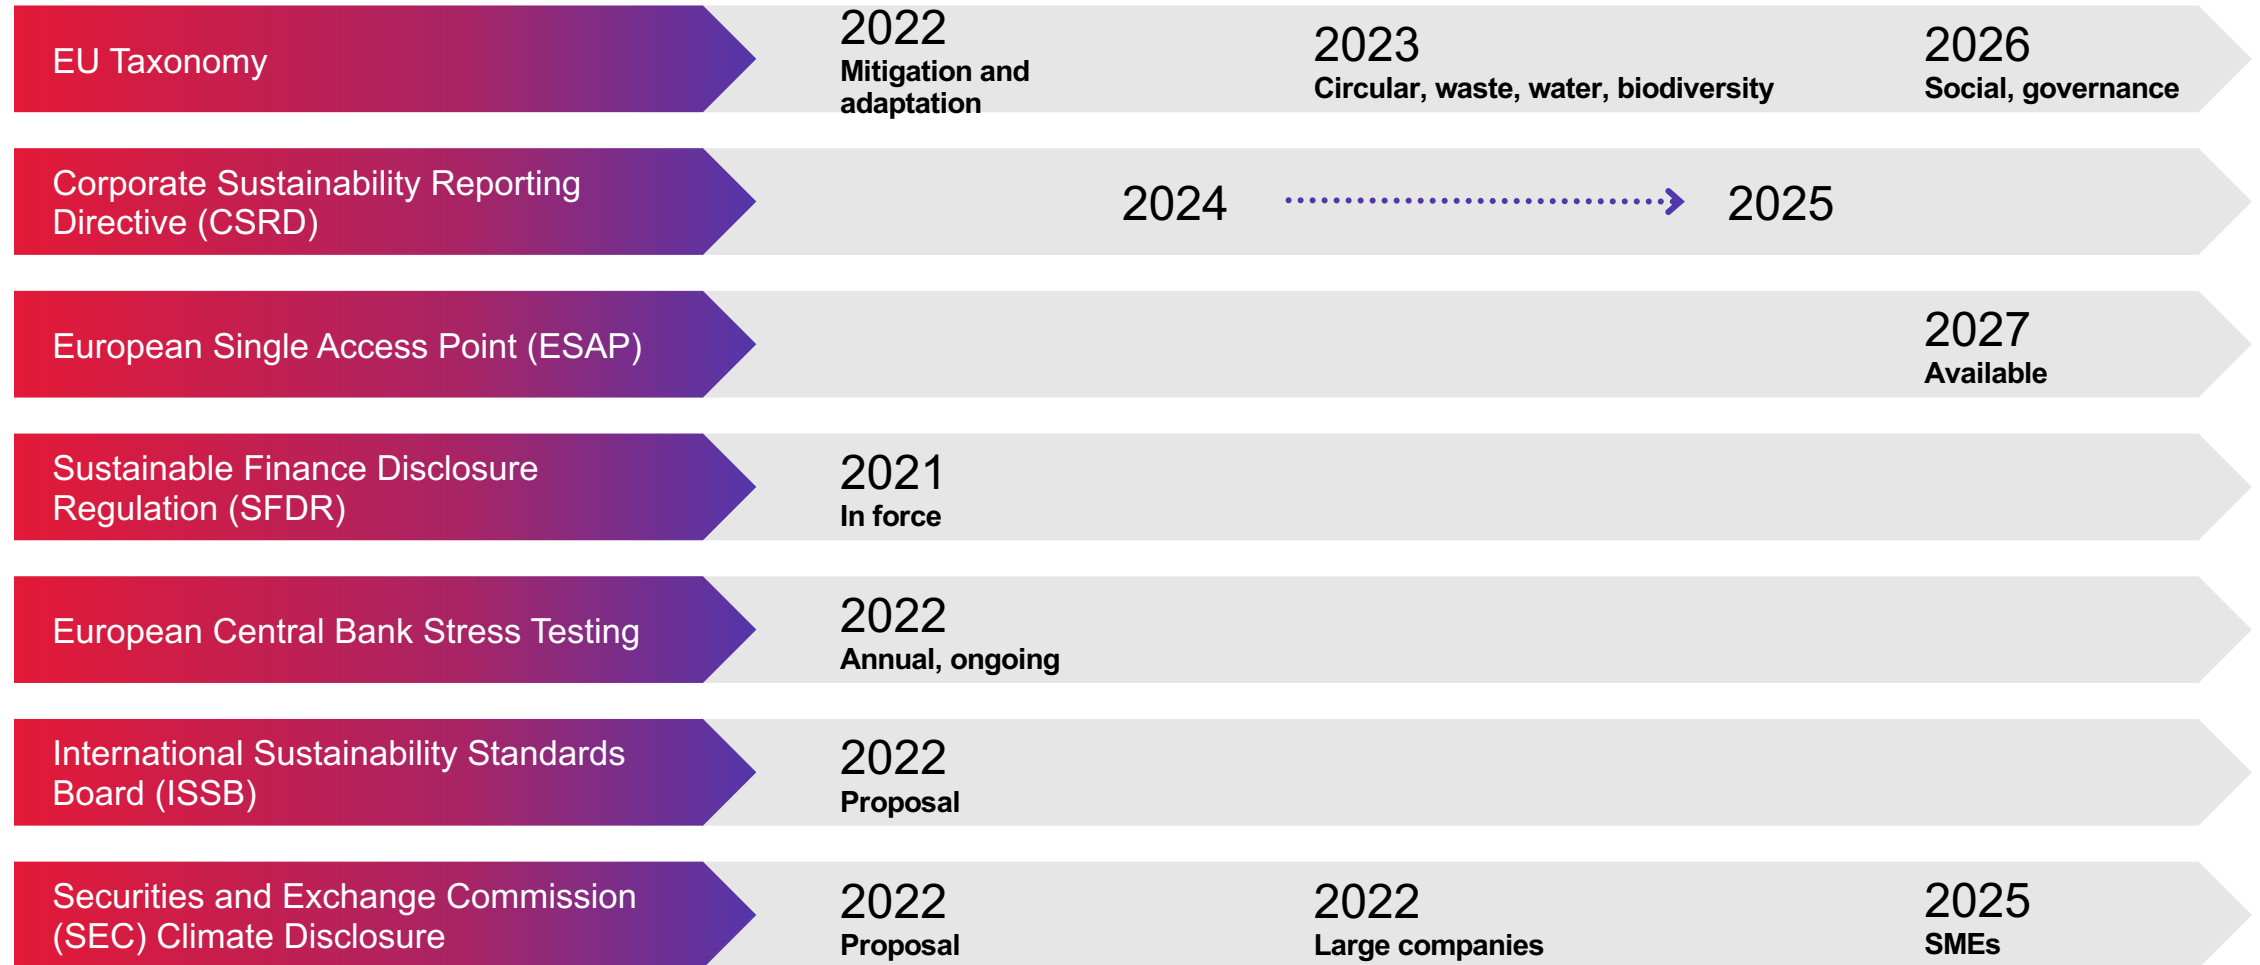 EU Taxonomy
2022
Mitigation and
adaptation
2023
Circular, waste, water, biodiversity
2026
Social, governance
Corporate Sustainability Reporting
Directive (CSRD)
2024
2025
European Single Access Point (ESAP)
2027
Available
Sustainable Finance Disclosure
Regulation (SFDR)
2021
In force
European Central Bank Stress Testing
2022
Annual, ongoing
International Sustainability Standards
Board (ISSB)
2022
Proposal
Securities and Exchange Commission
(SEC) Climate Disclosure
2022
Proposal
2022
Large companies
2025
SMEs